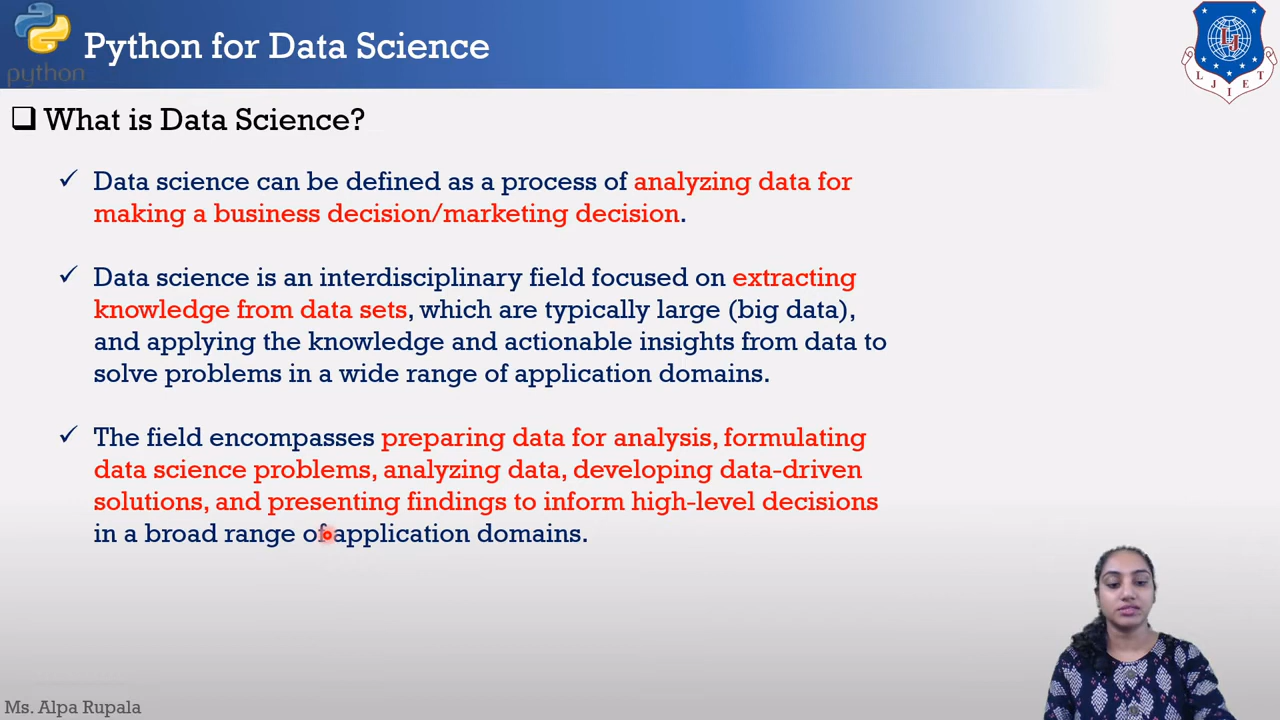 Python for Data Science
python
LJIET
What is Data Science?
Data science can be defined as a process of analyzing data for
making a business decision/marketing decision.
Data science is an interdisciplinary field focused on extracting
knowledge from data sets, which are typically large (big data),
and applying the knowledge and actionable insights from data to
solve problems in a wide range of application domains.
The field encompasses preparing data for analysis, formulating
data science problems, analyzing data, developing data-driven
solutions, and presenting findings to inform high-level decisions
in a broad range of application domains.
Ms. Alpa Rupala